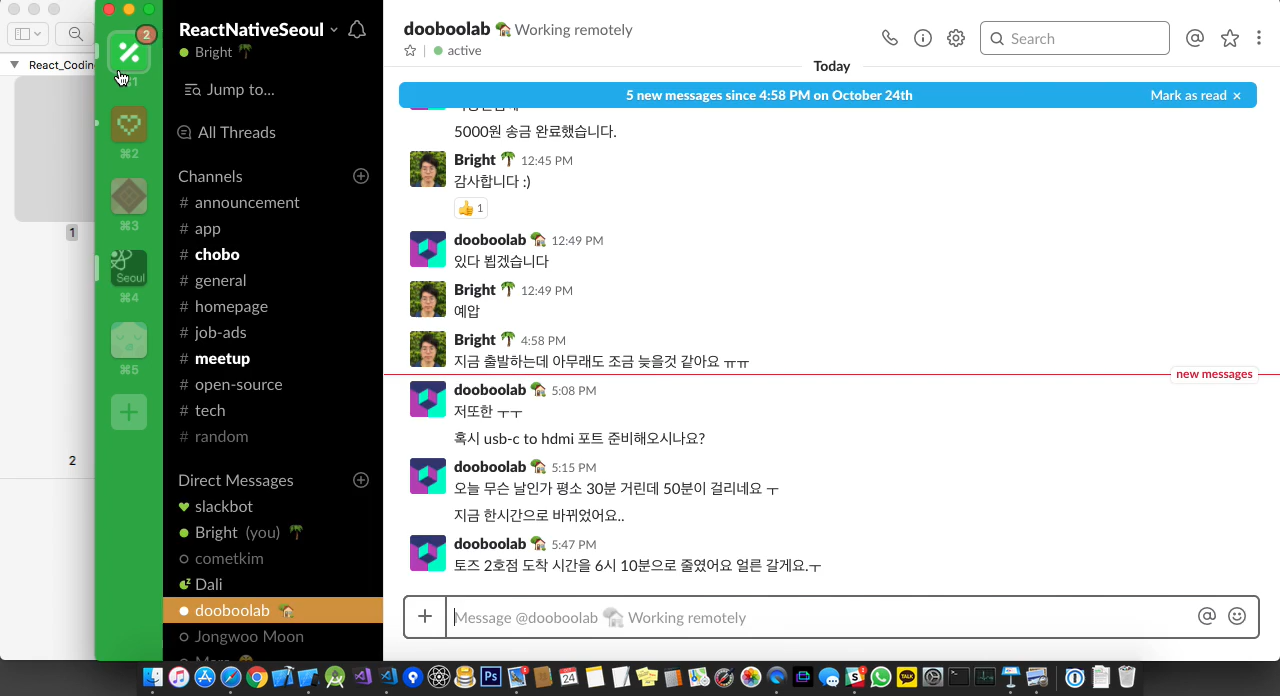 React_Codin
1
2
2
⌘1
⌘2
⌘3
Seoul
⌘4
⌘5
ReactNativeSeoul
Bright
Jump to...
All Threads
Channels
# announcement
# app
# chobo
# general
# homepage
# job-ads
# meetup
# open-source
# tech
# random
Direct Messages
slackbot
Bright (you)
cometkim
Dali
dooboolab
Jongwoo Moon
dooboolab Working remotely
active
Search
Today
5 new messages since 4:58 PM on October 24th
Mark as read ×
5000원 송금 완료했습니다.
Bright 12:45 PM
감사합니다 :)
1
dooboolab 12:49 PM
있다 뵙겠습니다
Bright 12:49 PM
예압
Bright 4:58 PM
지금 출발하는데 아무래도 조금 늦을것 같아요 ㅠㅠ
new messages
dooboolab 5:08 PM
저또한 ㅜㅜ
혹시 usb-c to hdmi 포트 준비해오시나요?
dooboolab 5:15 PM
오늘 무슨 날인가 평소 30분 거린데 50분이 걸리네요 ㅜ
지금 한시간으로 바뀌었어요..
dooboolab 5:47 PM
토즈 2호점 도착 시간을 6시 10분으로 줄였어요 얼른 갈게요.ㅜ
Message @dooboolab Working remotely
Ps
24
TALK